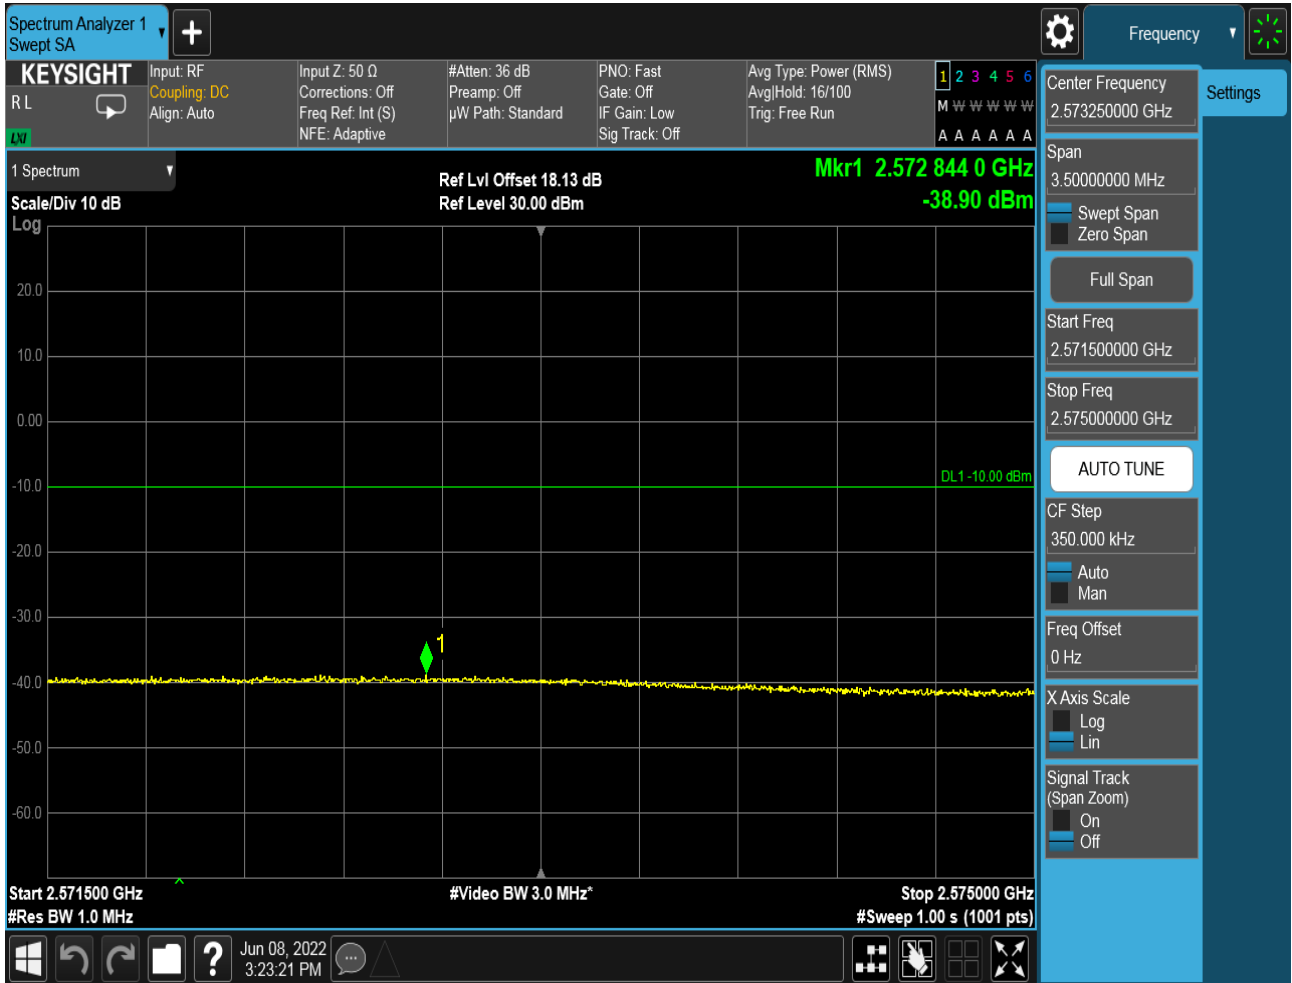 Spectrum Analyzer 1
Swept SA
Frequency
KEYSIGHT
R L
LXI
Input: RF
Coupling: DC
Align: Auto
Input Z: 50 Ω
Corrections: Off
Freq Ref: Int (S)
NFE: Adaptive
#Atten: 36 dB
Preamp: Off
µW Path: Standard
PNO: Fast
Gate: Off
IF Gain: Low
Sig Track: Off
Avg Type: Power (RMS)
Avg|Hold: 16/100
Trig: Free Run
1 2 3 4 5 6
M W W W W W
A A A A A A
1 Spectrum
Scale/Div 10 dB
Log
Ref Lvl Offset 18.13 dB
Ref Level 30.00 dBm
Mkr1 2.572 844 0 GHz
-38.90 dBm
20.0
10.0
0.00
-10.0
DL1 -10.00 dBm
-20.0
-30.0
1
-40.0
-50.0
-60.0
Start 2.571500 GHz
#Video BW 3.0 MHz*
Stop 2.575000 GHz
#Res BW 1.0 MHz
#Sweep 1.00 s (1001 pts)
Jun 08, 2022
3:23:21 PM
Center Frequency
2.573250000 GHz
Settings
Span
3.50000000 MHz
Swept Span
Zero Span
Full Span
Start Freq
2.571500000 GHz
Stop Freq
2.575000000 GHz
AUTO TUNE
CF Step
350.000 kHz
Auto
Man
Freq Offset
0 Hz
X Axis Scale
Log
Lin
Signal Track
(Span Zoom)
On
Off